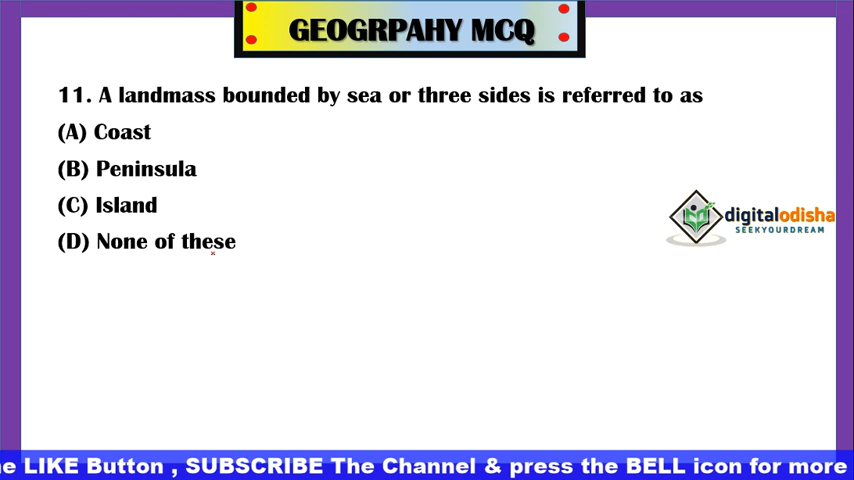 GEOGRPAHY MCQ
11. A landmass bounded by sea or three sides is referred to as
(A) Coast
(B) Peninsula
(C) Island
(D) None of these
digitalodisha
SEEKYOURDREAM
e LIKE Button , SUBSCRIBE The Channel & press the BELL icon for more